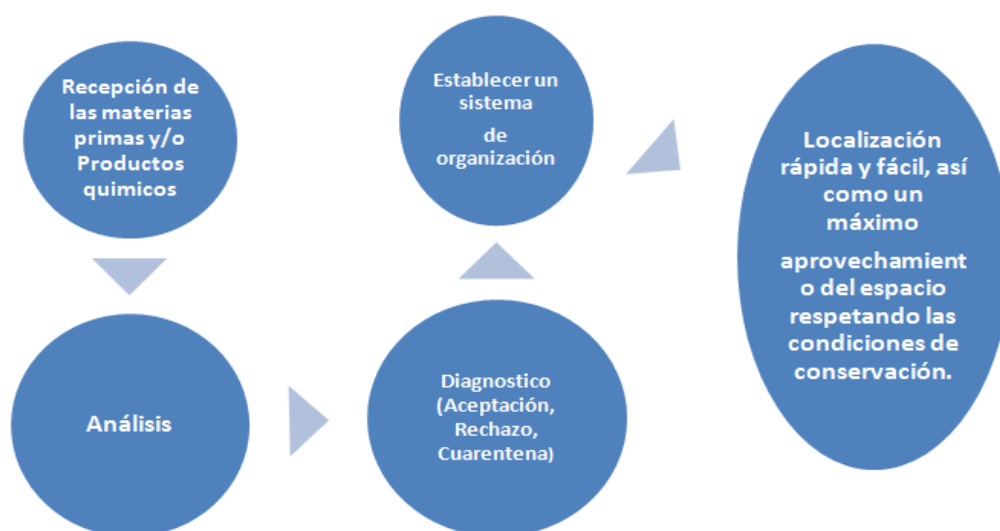 Recepción de
las materias
primas y/o
Productos
quimicos
Análisis
Diagnostico
(Aceptación,
Rechazo,
Cuarentena)
Establecer un
sistema
de
organización
Localización
rápida y fácil, así
como un
máximo
aprovechamient
o del espacio
respetando las
condiciones de
conservación.